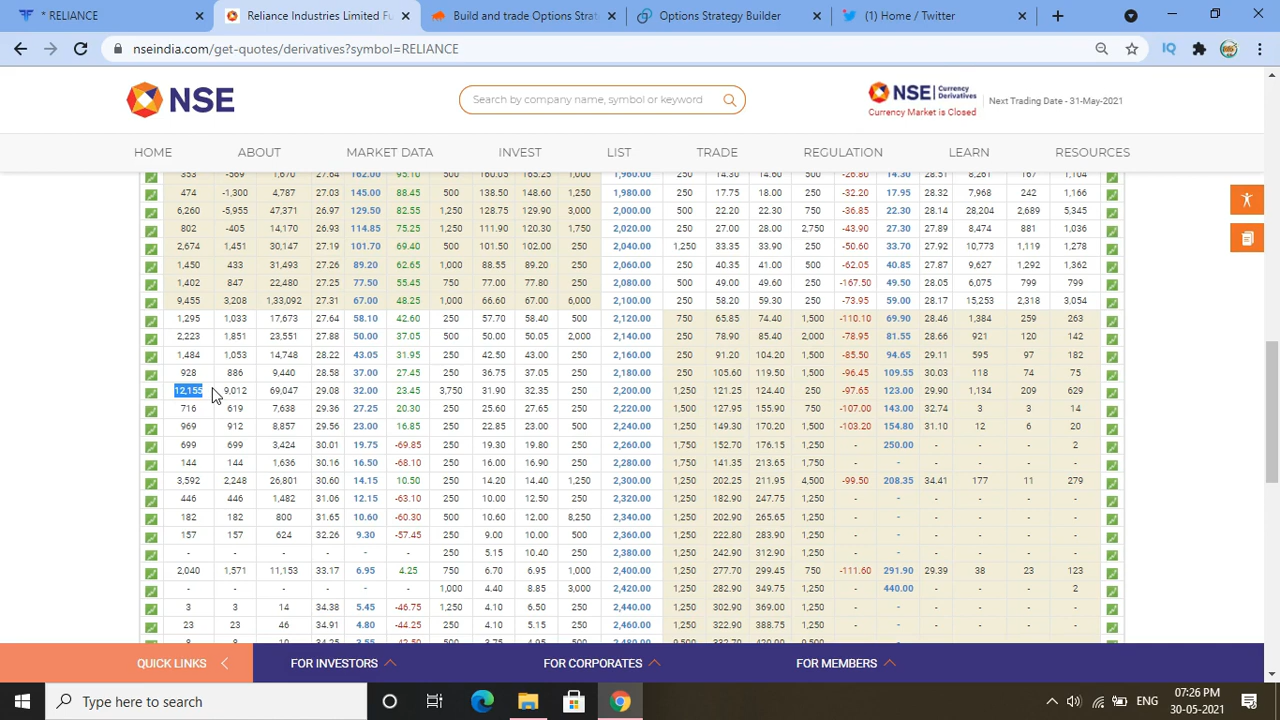 * RELIANCE
Reliance Industries Limited Fu
Build and trade Options Strat
Options Strategy Builder
(1) Home / Twitter
nseindia.com/get-quotes/derivatives?symbol=RELIANCE
NSE
Search by company name, symbol or keyword
NSE Currency Derivatives
Currency Market is Closed
Next Trading Date - 31-May-2021
HOME ABOUT MARKET DATA INVEST LIST TRADE REGULATION LEARN RESOURCES
353 -569 1,670 27.64 162.00 95.10 500 160.05 165.25 1,000 1,960.00 250 14.30 14.60 500 -26.80 14.30 28.51 8,261 167 1,104
474 -1,300 4,787 27.03 145.00 88.45 500 138.50 148.60 1,250 1,980.00 250 17.75 18.00 250 -32.20 17.95 28.32 7,968 242 1,166
6,260 -5,955 47,371 26.97 129.50 82.55 1,250 128.75 129.90 3,000 2,000.00 500 22.20 22.30 750 -36.85 22.30 28.14 28,204 2,689 5,345
802 -405 14,170 26.93 114.85 75.25 1,250 111.90 120.30 1,750 2,020.00 250 27.00 28.00 2,750 -43.90 27.30 27.89 8,474 881 1,036
2,674 1,451 30,147 27.19 101.70 69.40 500 101.50 102.00 250 2,040.00 1,250 33.35 33.90 250 -50.60 33.70 27.92 10,773 1,119 1,278
1,450 433 31,493 27.26 89.20 62.65 1,000 88.55 89.20 250 2,060.00 250 40.35 41.00 500 -62.05 40.85 27.87 9,627 1,292 1,362
1,402 847 22,480 27.25 77.50 55.45 750 77.00 77.80 250 2,080.00 500 49.00 49.60 250 -167.50 49.50 28.05 6,075 799 799
9,455 3,208 1,33,092 27.31 67.00 48.25 1,000 66.60 67.00 6,000 2,100.00 250 58.20 59.30 250 -73.95 59.00 28.17 15,253 2,318 3,054
1,295 1,033 17,673 27.64 58.10 42.60 250 57.70 58.40 500 2,120.00 750 65.85 74.40 1,500 -110.10 69.90 28.46 1,384 259 263
2,223 1,851 23,551 27.88 50.00 37.05 250 50.00 50.05 2,000 2,140.00 250 78.90 85.40 2,000 -78.95 81.55 28.66 921 120 142
1,484 1,053 14,748 28.22 43.05 31.95 250 42.50 43.00 250 2,160.00 250 91.20 104.20 1,500 -85.50 94.65 29.11 595 97 182
928 886 9,440 28.58 37.00 27.45 250 36.75 37.05 250 2,180.00 250 105.60 119.50 1,500 -96.45 109.55 30.03 118 74 75
12,155 9,012 69,047 29.08 32.00 23.45 3,750 31.90 32.35 250 2,200.00 1,250 121.25 124.40 250 -97.65 123.00 29.90 1,134 209 629
716 619 7,638 29.36 27.25 20.30 250 25.60 27.65 250 2,220.00 1,500 127.95 155.90 1,500 -107.00 143.00 32.74 3 3 14
969 912 8,857 29.56 23.00 16.85 250 22.85 23.00 500 2,240.00 1,250 149.30 170.20 1,500 -103.20 154.80 31.10 12 6 20
699 699 3,424 30.01 19.75 -69.85 250 19.30 19.80 250 2,260.00 1,750 152.70 176.15 1,250 - 250.00 - - - 2
144 144 1,636 30.16 16.50 -68.10 250 16.00 16.90 250 2,280.00 1,750 141.35 213.65 1,750 - - - - - -
3,592 2,248 26,801 30.60 14.15 10.50 250 14.20 14.40 1,250 2,300.00 1,250 202.25 211.95 4,500 -99.50 208.35 34.41 177 11 279
446 446 1,482 31.06 12.15 -63.10 250 10.00 12.50 250 2,320.00 1,250 182.90 247.75 1,250 - - - - - -
182 182 800 31.65 10.60 -60.30 250 10.60 12.00 8,250 2,340.00 1,250 202.90 265.65 1,250 - - - - - -
157 157 624 32.26 9.30 -57.45 250 9.00 10.00 500 2,360.00 1,250 222.80 283.90 1,250 - - - - - -
- - - - - - 250 5.15 10.40 250 2,380.00 1,250 242.90 312.90 1,250 - - - - - -
2,040 1,571 11,153 33.17 6.95 4.25 750 6.70 6.95 1,000 2,400.00 1,250 277.70 299.45 750 -111.60 291.90 29.39 38 23 123
- - - - - - 1,000 4.40 8.85 3,000 2,420.00 1,250 282.90 349.75 1,250 - 440.00 - - - 2
3 3 14 34.38 5.45 -46.75 1,250 4.10 6.50 250 2,440.00 1,250 302.90 369.00 1,250 - - - - - -
23 23 46 34.91 4.80 -44.25 250 4.10 5.15 250 2,460.00 1,250 322.90 388.75 1,250 - - - - - -
QUICK LINKS FOR INVESTORS FOR CORPORATES FOR MEMBERS
Type here to search
ENG
07:26 PM
30-05-2021